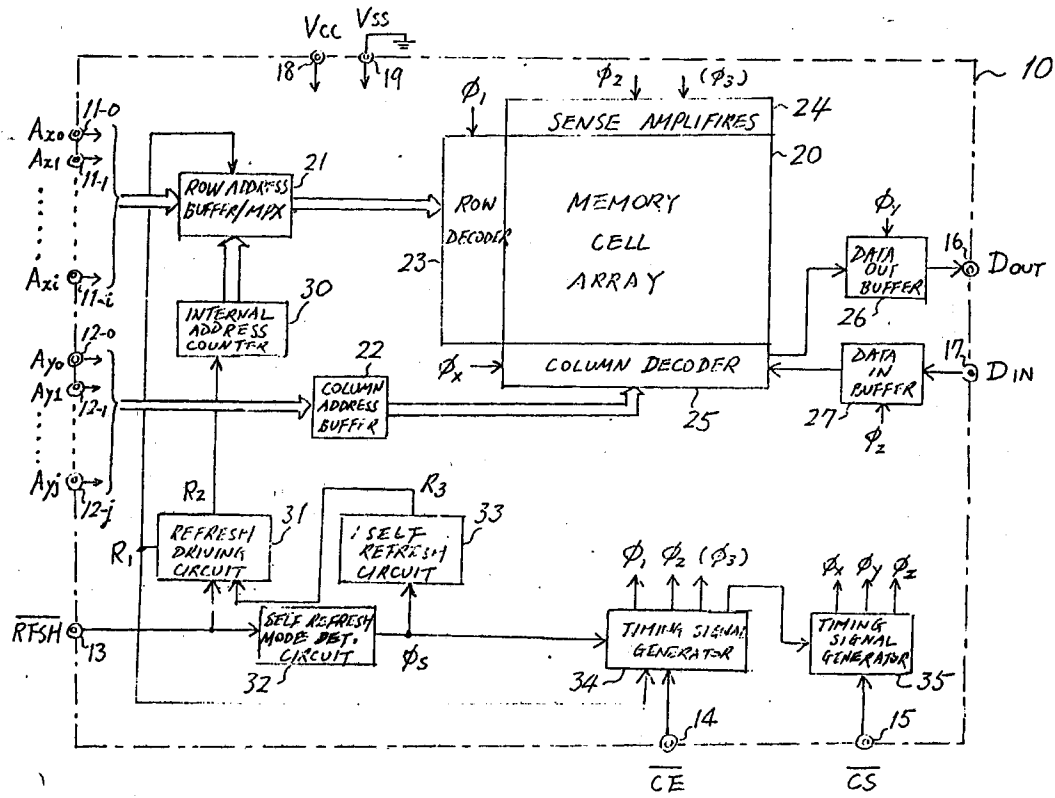 Vcc
Vss
18
19
10
Axo
11-0
Ax1
11-1
Axi
11-i
φ1
φ2
(φ3)
24
SENSE AMPLIFIRES
20
21
ROW ADDRESS
BUFFER/MPX
ROW
DECODER
23
MEMORY
CELL
ARRAY
φy
DATA
OUT
BUFFER
26
16
DOUT
30
INTERNAL
ADDRESS
COUNTER
Ayo
12-0
Ay1
12-1
Ayj
12-j
22
COLUMN
ADDRESS
BUFFER
φx
COLUMN DECODER
25
DATA
IN
BUFFER
27
φz
17
DIN
R2
R3
R1
REFRESH
DRIVING
CIRCUIT
31
SELF
REFRESH
CIRCUIT
33
φ1
φ2
(φ3)
φx
φy
φz
RFSH
13
SELF REFRESH
MODE DET.
CIRCUIT
32
φs
TIMING SIGNAL
GENERATOR
34
TIMING
SIGNAL
GENERATOR
35
14
15
CE
CS